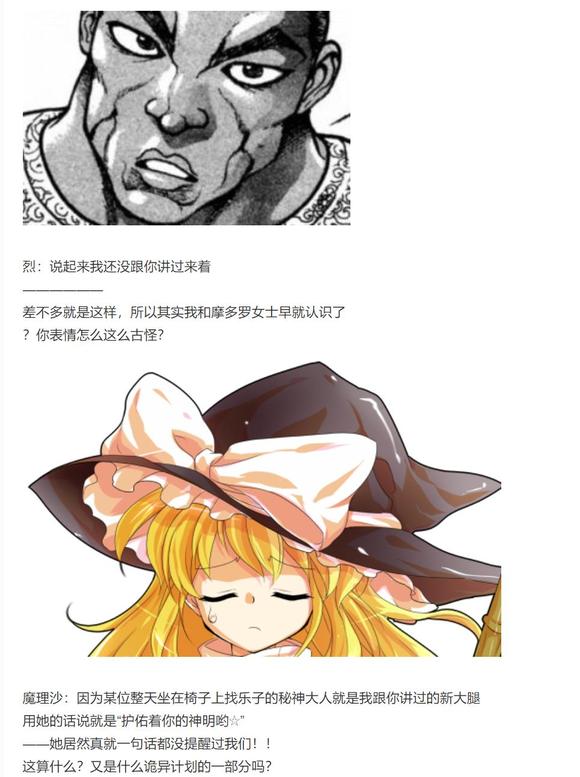 烈：说起来我还没跟你讲过来着
——————
差不多就是这样，所以其实我和摩多罗女士早就认识了
？你表情怎么这么古怪？
魔理沙：因为某位整天坐在椅子上找乐子的秘神大人就是我跟你讲过的新大腿
用她的话说就是“护佑着你的神明哟☆”
——她居然真就一句话都没提醒过我们！！
这算什么？又是什么诡异计划的一部分吗？